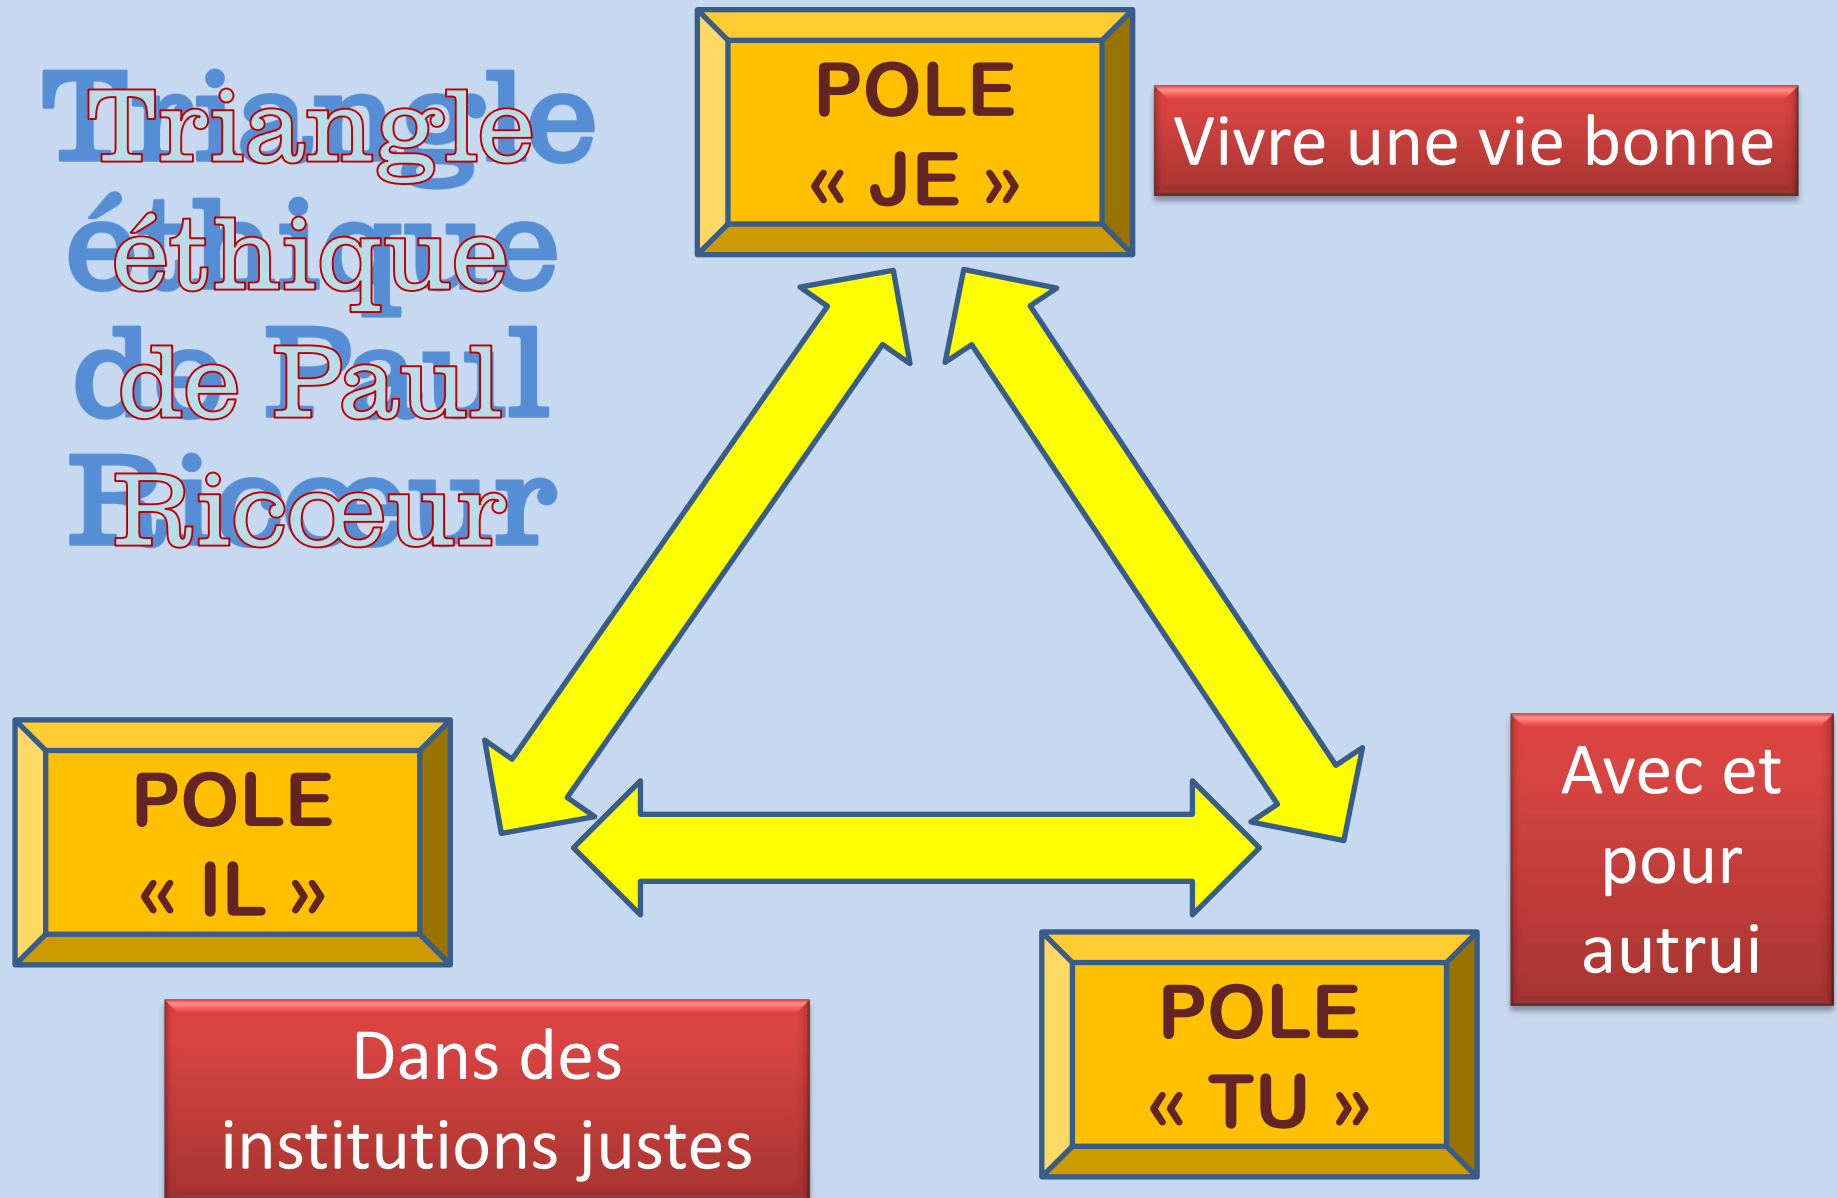 Triangle
éthique
de Paul
Ricœur
POLE
« JE »
Vivre une vie bonne
POLE
« IL »
Dans des
institutions justes
POLE
« TU »
Avec et
pour
autrui